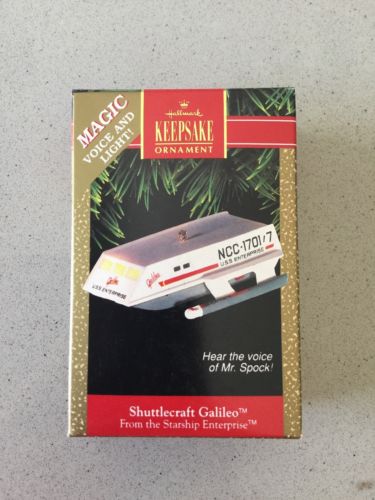 MAGIC
VOICE AND
LIGHT!
Hallmark
KEEPSAKE
ORNAMENT
NCC-1701/7
U.S.S. ENTERPRISE
Galileo
U.S.S. ENTERPRISE
Hear the voice
of Mr. Spock!
Shuttlecraft Galileo™
From the Starship Enterprise™